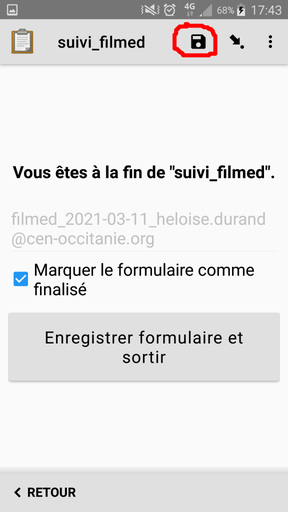 4G 68% 17:43
suivi_filmed
Vous êtes à la fin de "suivi_filmed".
filmed_2021-03-11_heloise.durand
@cen-occitanie.org
Marquer le formulaire comme
finalisé
Enregistrer formulaire et
sortir
RETOUR